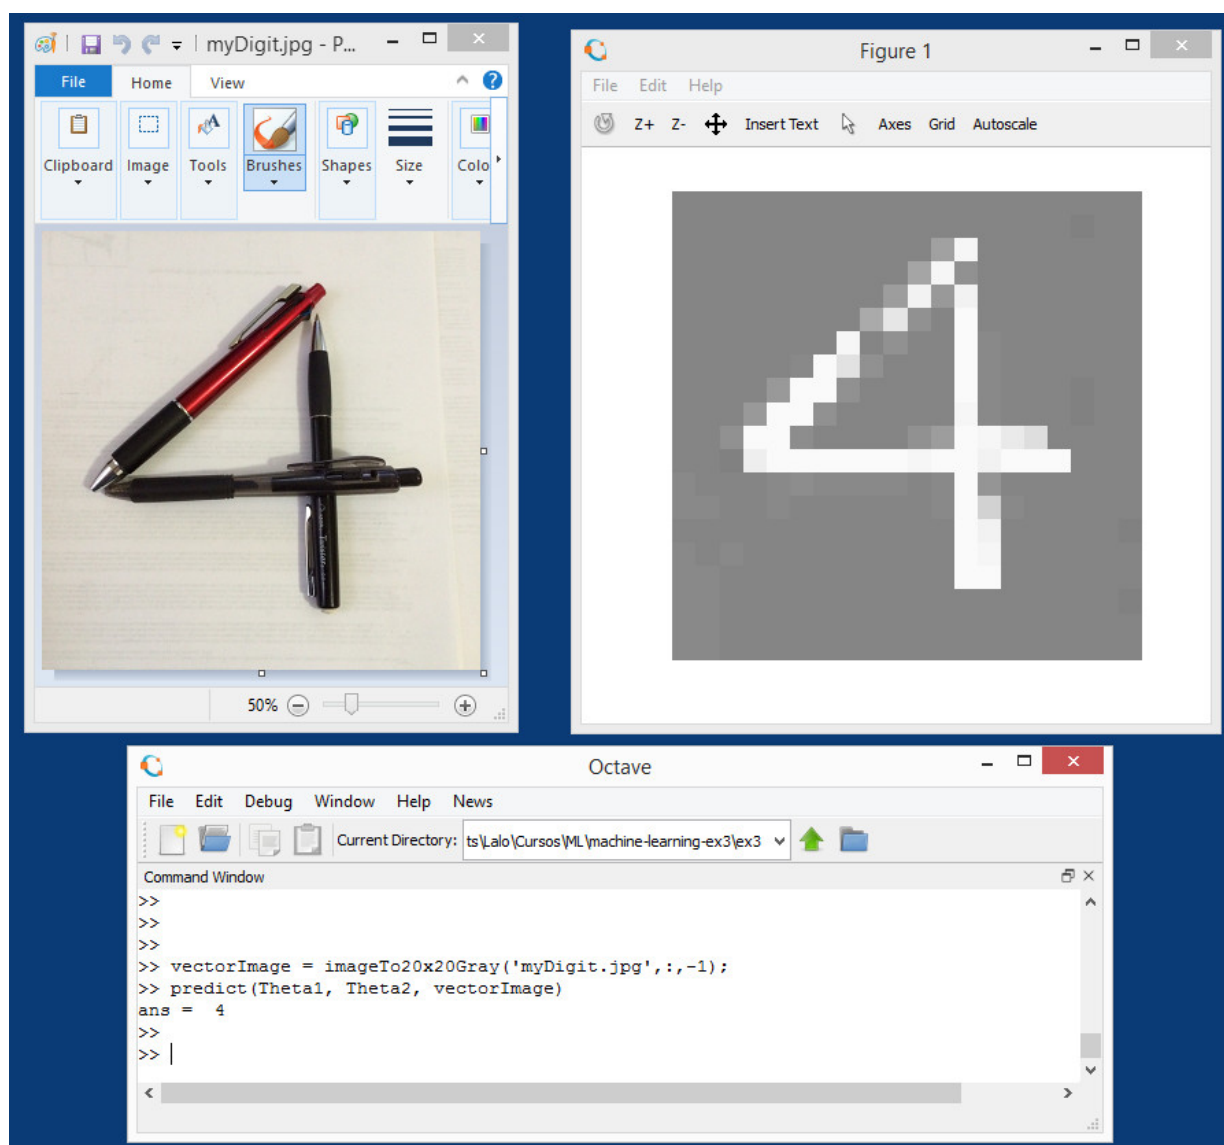 myDigit.jpg - P...
File Home View
Clipboard Image Tools Brushes Shapes Size Colo
50%
Figure 1
File Edit Help
Z+ Z- Insert Text Axes Grid Autoscale
Octave
File Edit Debug Window Help News
Current Directory: ts\Lalo\Cursos\ML\machine-learning-ex3\ex3
Command Window
>>
>>
>>
>> vectorImage = imageTo20x20Gray('myDigit.jpg',:,-1);
>> predict(Theta1, Theta2, vectorImage)
ans = 4
>>
>>